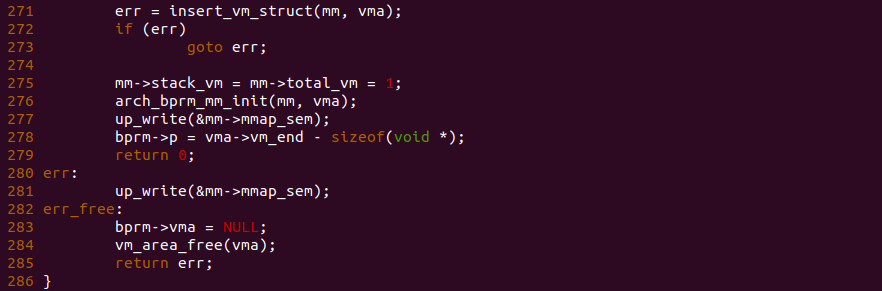 271         err = insert_vm_struct(mm, vma);
272         if (err)
273                 goto err;
274
275         mm->stack_vm = mm->total_vm = 1;
276         arch_bprm_mm_init(mm, vma);
277         up_write(&mm->mmap_sem);
278         bprm->p = vma->vm_end - sizeof(void *);
279         return 0;
280 err:
281         up_write(&mm->mmap_sem);
282 err_free:
283         bprm->vma = NULL;
284         vm_area_free(vma);
285         return err;
286 }